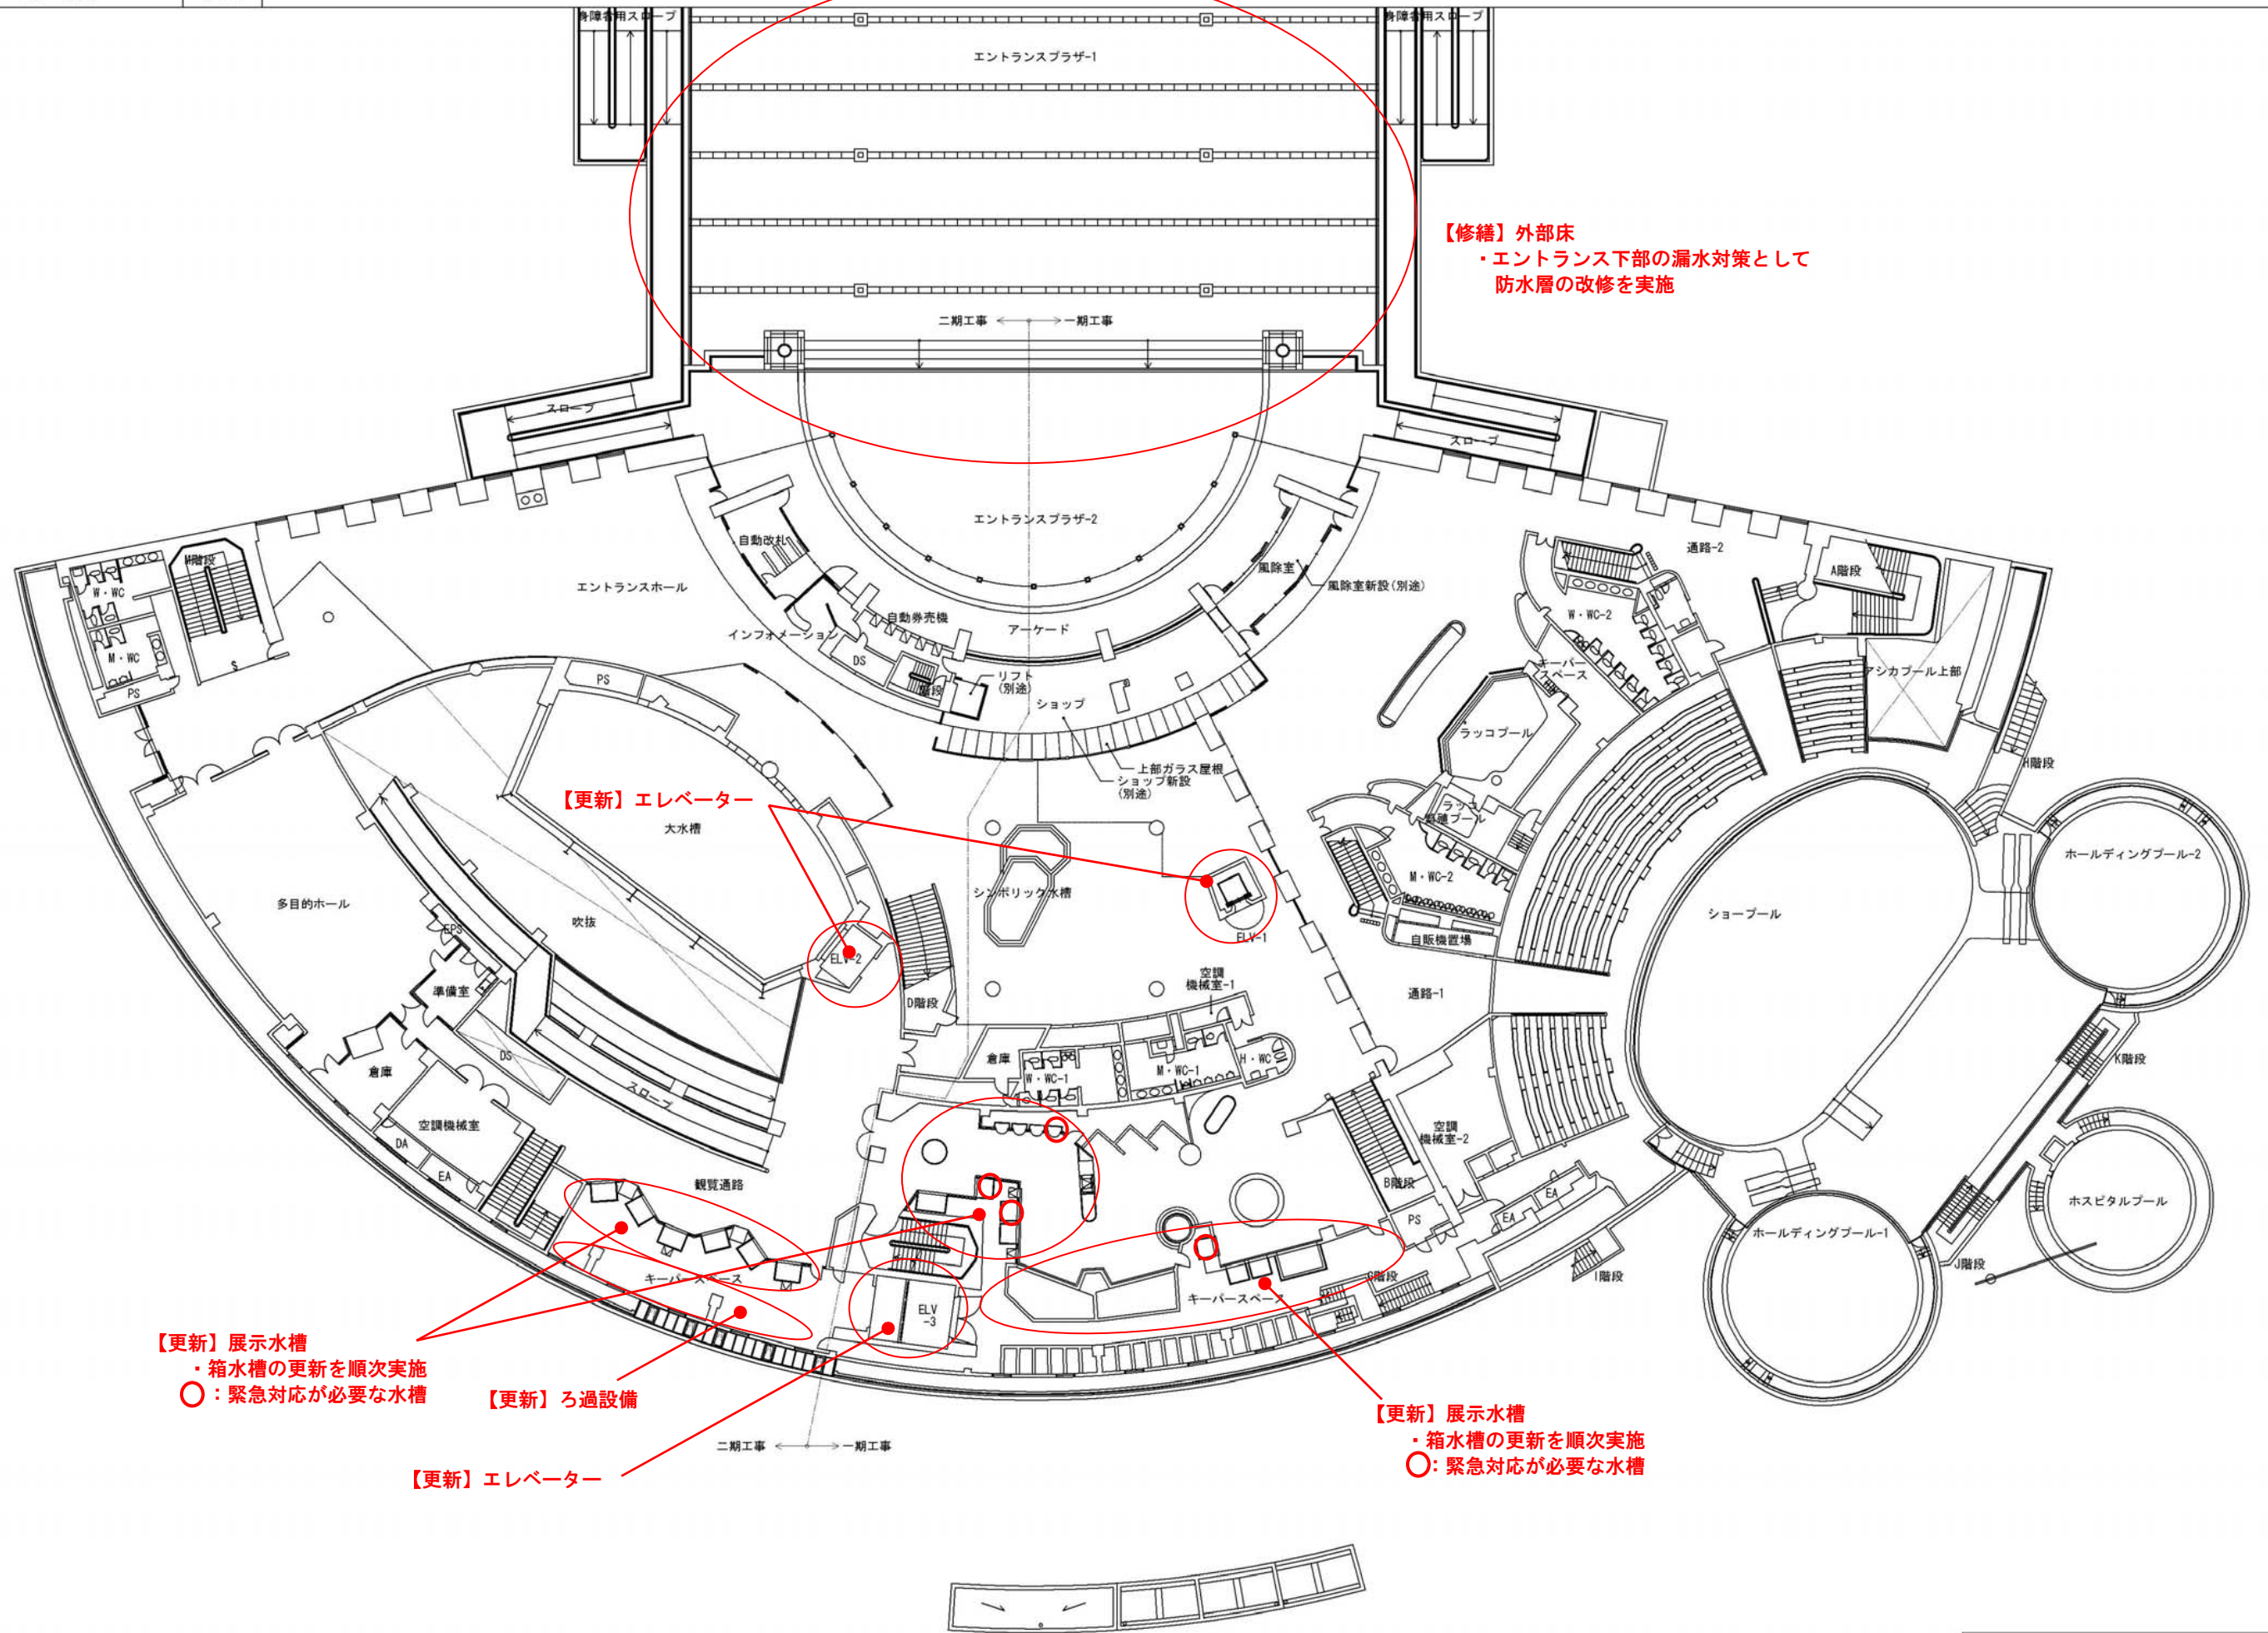 身障者用スロープ
身障者用スロープ
エントランスプラザ-1
【修繕】外部床
・エントランス下部の漏水対策として
防水層の改修を実施
二期工事
一期工事
スロープ
スロープ
エントランスプラザ-2
自動改札
エントランスホール
風除室
風除室新設(別途)
通路-2
A階段
M階段
W・WC
M・WC
PS
S
インフォメーション
自動券売機
アーケード
DS
階段
リフト
(別途)
ショップ
W・WC-2
キーパー
スペース
アシカプール上部
PS
ラッコプール
H階段
上部ガラス屋根
ショップ新設
(別途)
【更新】エレベーター
大水槽
ラッコ
プール
ホールディングプール-2
シンボリック水槽
M・WC-2
多目的ホール
吹抜
ショープール
EPS
ELV-1
自販機置場
ELV-2
空調
機械室-1
準備室
D階段
通路-1
DS
倉庫
倉庫
W・WC-1
M・WC-1
H・WC
K階段
スロープ
空調機械室
DA
EA
空調
機械室-2
観覧通路
B階段
EA
EA
PS
ホスピタルプール
ホールディングプール-1
キーパースペース
G階段
I階段
J階段
キーパースペース
ELV
-3
【更新】展示水槽
・箱水槽の更新を順次実施
○：緊急対応が必要な水槽
【更新】ろ過設備
【更新】展示水槽
・箱水槽の更新を順次実施
○：緊急対応が必要な水槽
二期工事
一期工事
【更新】エレベーター